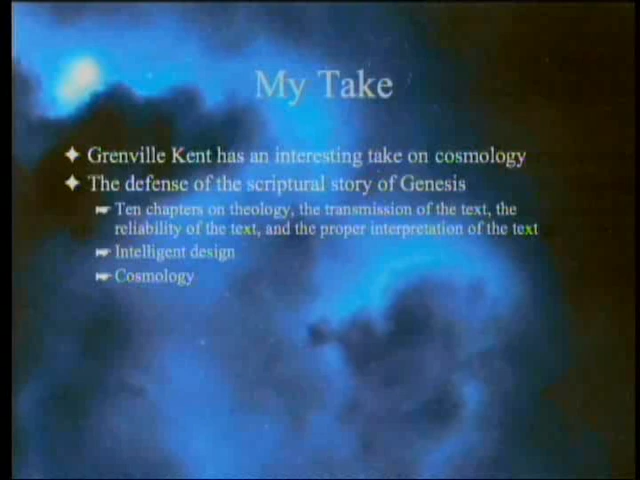 My Take
Grenville Kent has an interesting take on cosmology
The defense of the scriptural story of Genesis
Ten chapters on theology, the transmission of the text, the
reliability of the text, and the proper interpretation of the text
Intelligent design
Cosmology